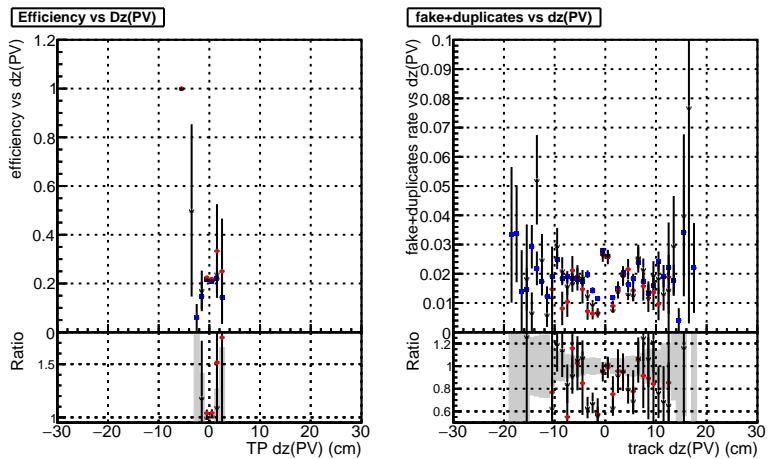 Efficiency vs Dz(PV)
efficiency vs dz(PV)
1.2
1
0.8
0.6
0.4
0.2
0
Ratio
1.5
1
−30 −20 −10 0 10 20 30
TP dz(PV) (cm)
fake+duplicates vs dz(PV)
fake+duplicates rate vs dz(PV)
0.1
0.09
0.08
0.07
0.06
0.05
0.04
0.03
0.02
0.01
0
Ratio
1.2
1
0.8
0.6
−30 −20 −10 0 10 20 30
track dz(PV) (cm)